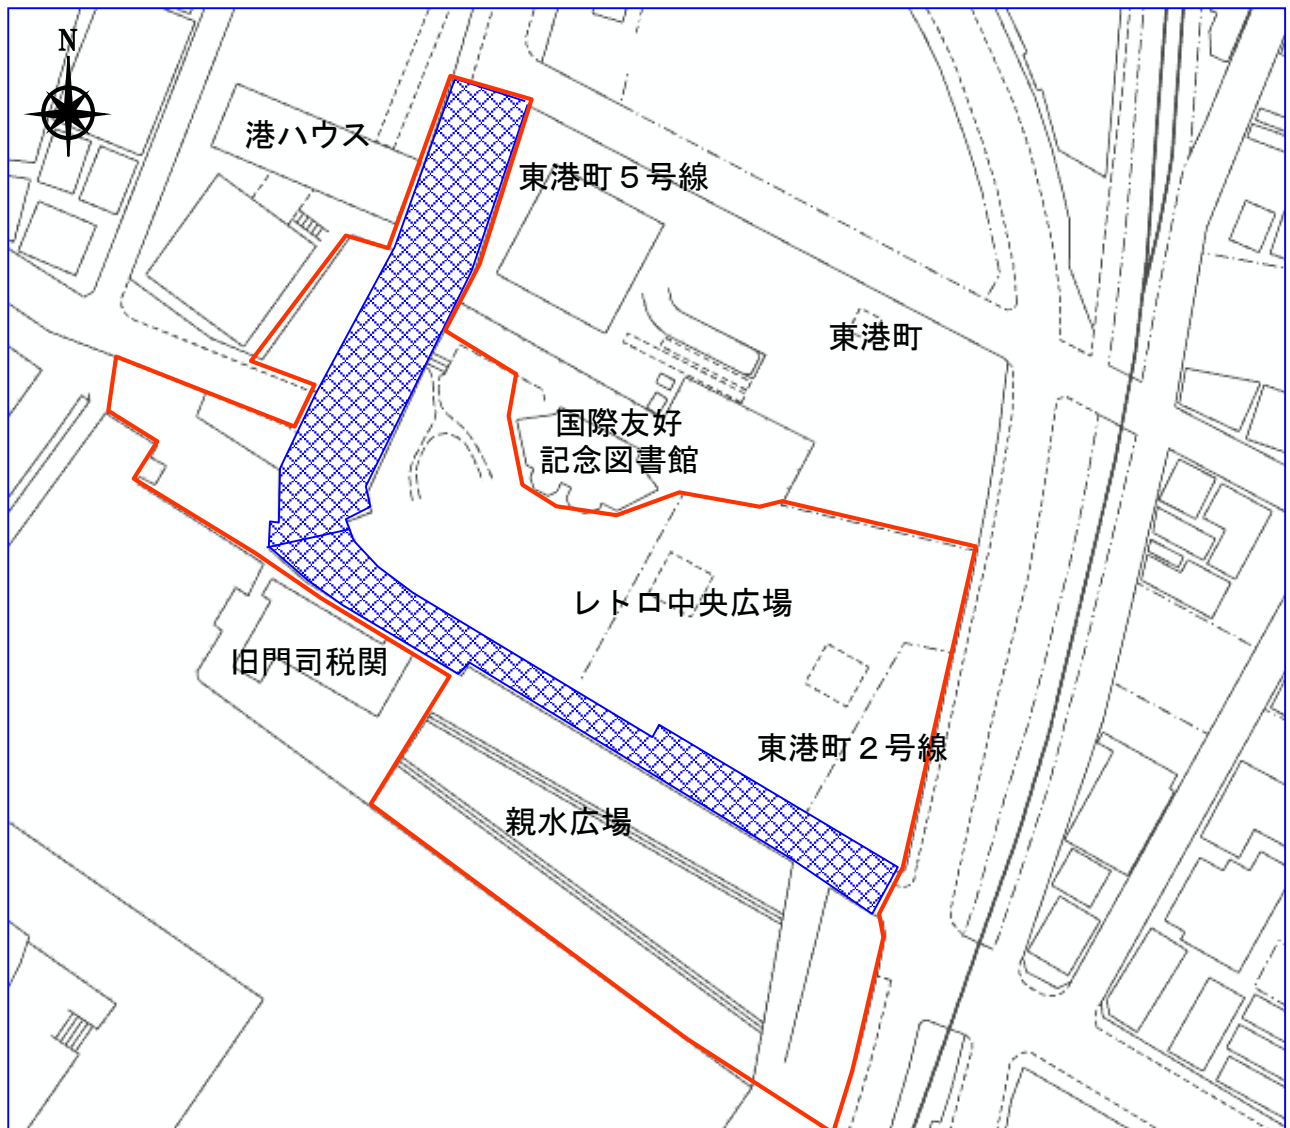 N
港ハウス
東港町５号線
東港町
国際友好
記念図書館
レトロ中央広場
旧門司税関
東港町２号線
親水広場